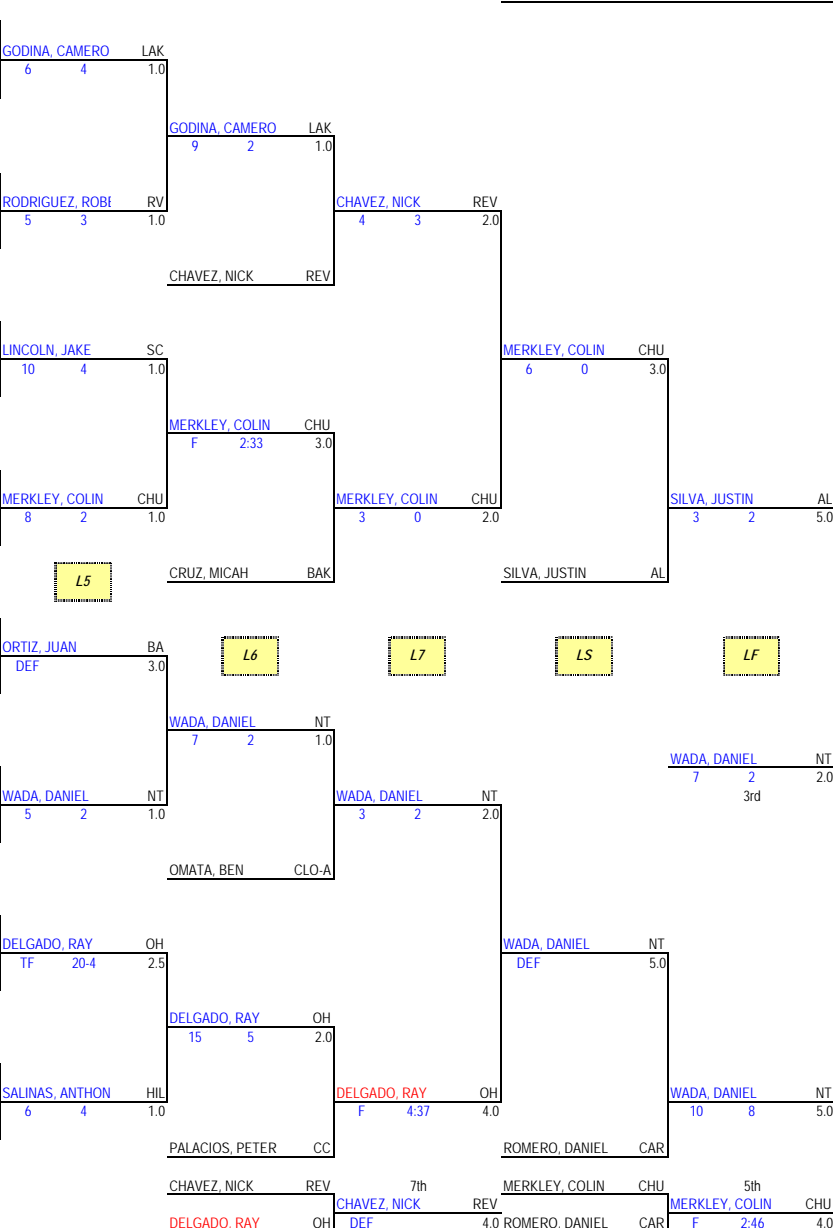 GODINA, CAMERO LAK
6 4 1.0
GODINA, CAMERO LAK
9 2 1.0
RODRIGUEZ, ROBE RV CHAVEZ, NICK REV
5 3 1.0 4 3 2.0
CHAVEZ, NICK REV
LINCOLN, JAKE SC MERKLEY, COLIN CHU
10 4 1.0 6 0 3.0
MERKLEY, COLIN CHU
F 2:33 3.0
MERKLEY, COLIN CHU MERKLEY, COLIN CHU SILVA, JUSTIN AL
8 2 1.0 3 0 2.0 3 2 5.0
CRUZ, MICAH BAK SILVA, JUSTIN AL
L5
ORTIZ, JUAN BA
DEF 3.0
L6 L7 LS LF
WADA, DANIEL NT
7 2 1.0
WADA, DANIEL NT
7 2 2.0
3rd
WADA, DANIEL NT WADA, DANIEL NT
5 2 1.0 3 2 2.0
OMATA, BEN CLO-A
DELGADO, RAY OH WADA, DANIEL NT
TF 20-4 2.5 DEF 5.0
DELGADO, RAY OH
15 5 2.0
SALINAS, ANTHON HIL DELGADO, RAY OH WADA, DANIEL NT
6 4 1.0 F 4:37 4.0 10 8 5.0
PALACIOS, PETER CC ROMERO, DANIEL CAR
CHAVEZ, NICK REV 7th MERKLEY, COLIN CHU 5th
CHAVEZ, NICK REV MERKLEY, COLIN CHU
DELGADO, RAY OH DEF 4.0 ROMERO, DANIEL CAR F 2:46 4.0